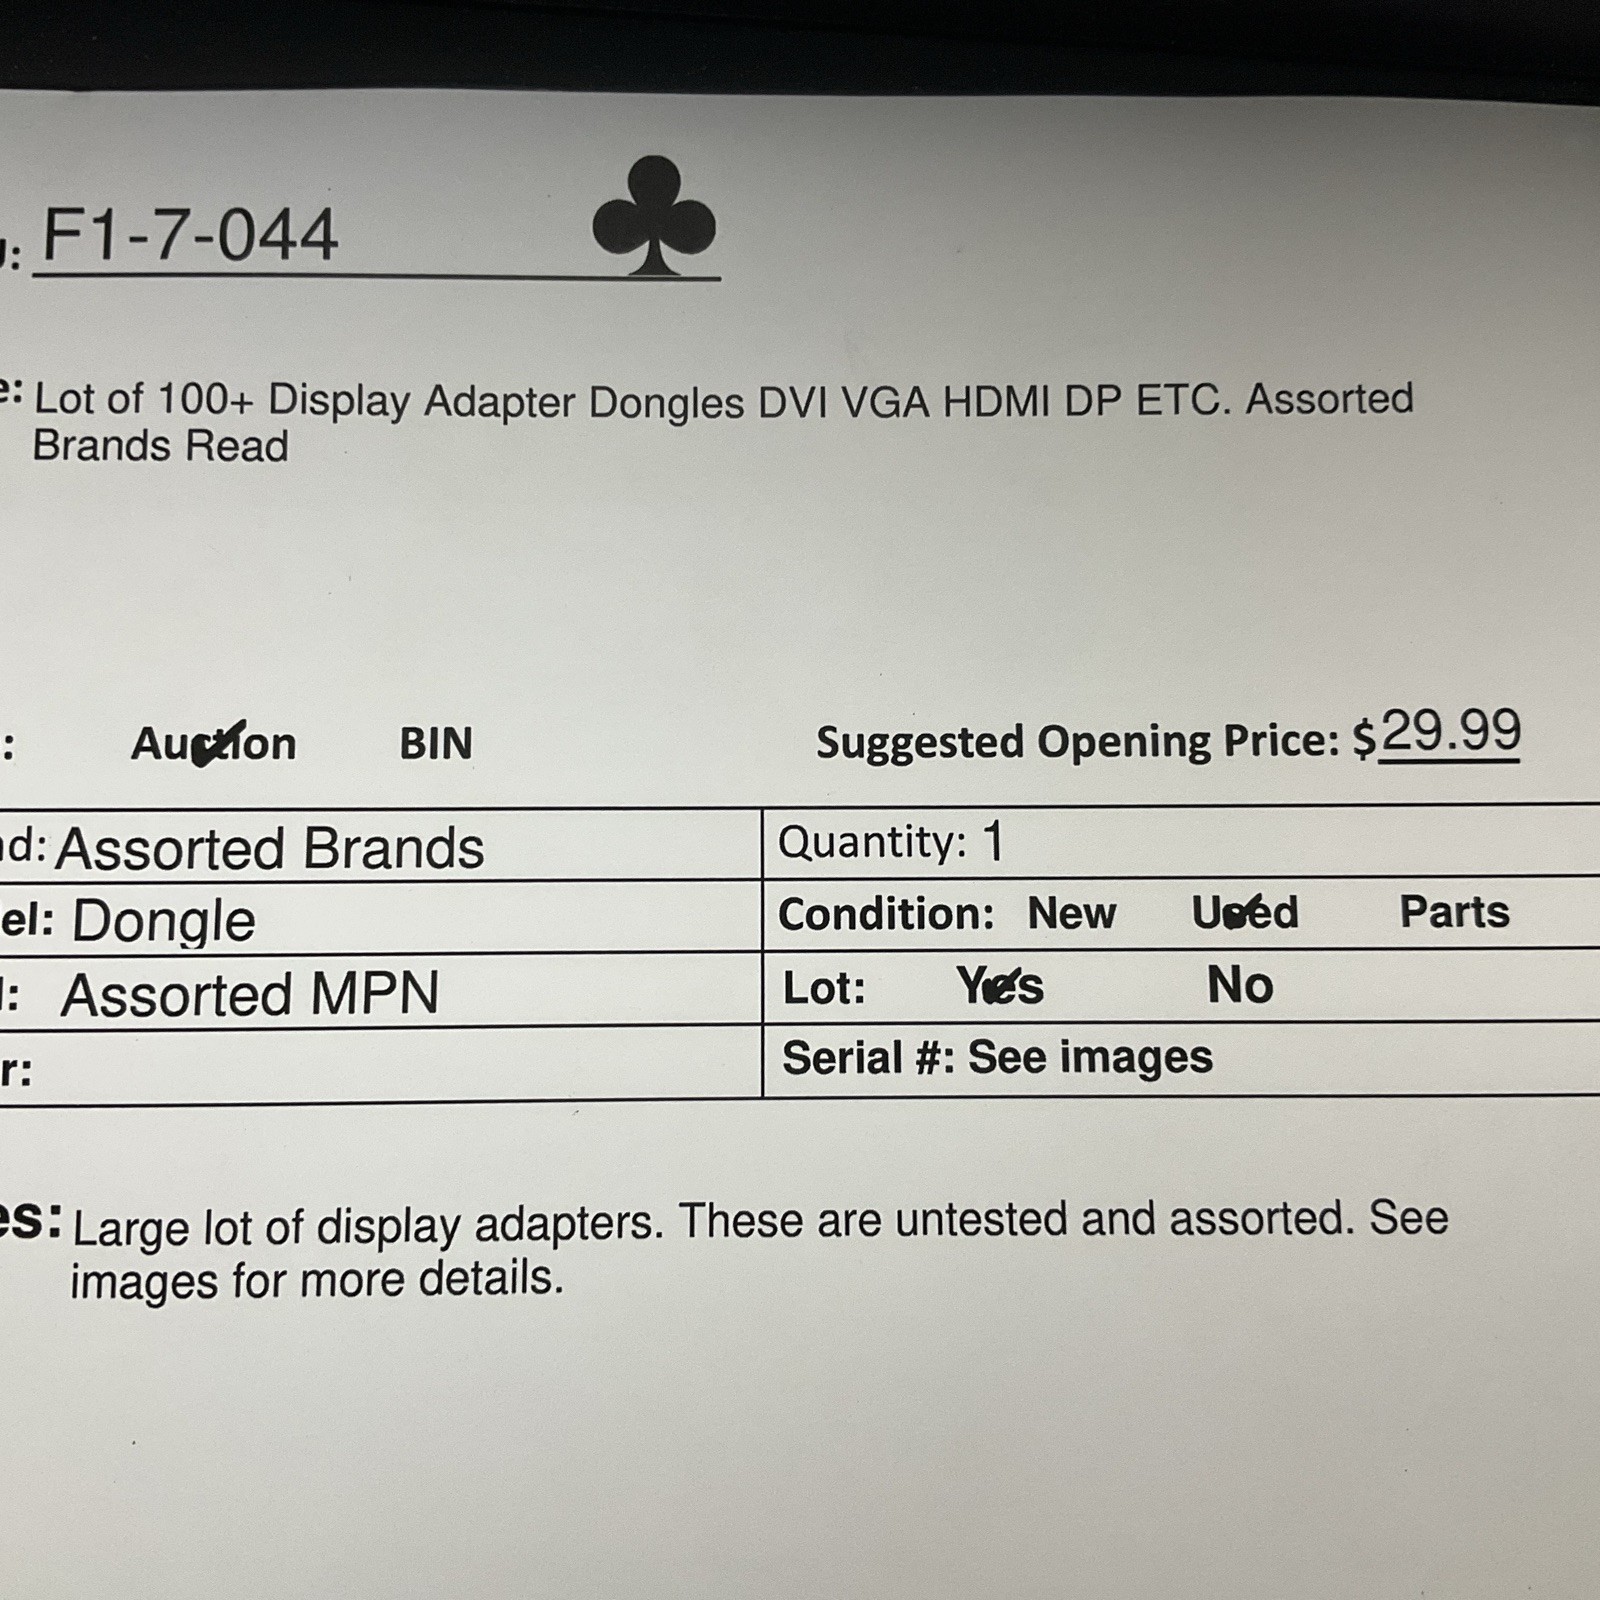 : F1-7-044
: Lot of 100+ Display Adapter Dongles DVI VGA HDMI DP ETC. Assorted
Brands Read
: Auction BIN Suggested Opening Price: $29.99
d: Assorted Brands Quantity: 1
el: Dongle Condition: New Used Parts
: Assorted MPN Lot: Yes No
r: Serial #: See images
es: Large lot of display adapters. These are untested and assorted. See
images for more details.